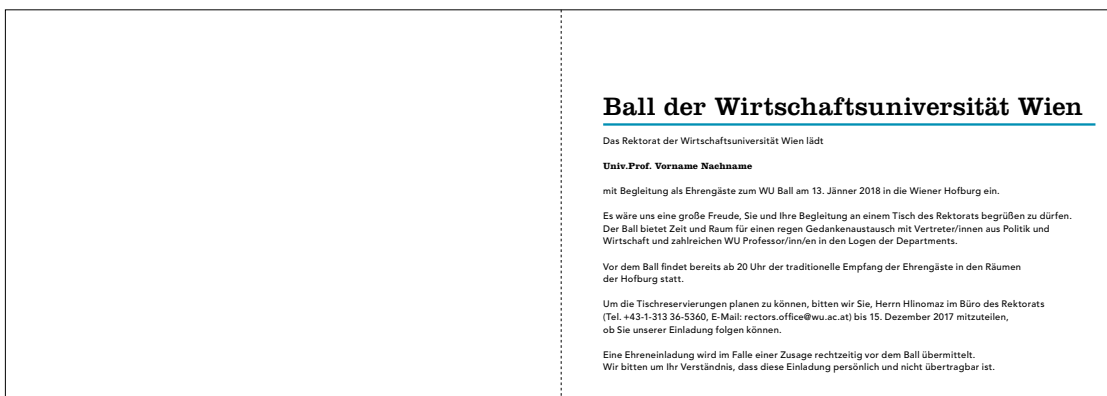 Ball der Wirtschaftsuniversität Wien
Das Rektorat der Wirtschaftsuniversität Wien lädt
Univ.Prof. Vorname Nachname
mit Begleitung als Ehrengäste zum WU Ball am 13. Jänner 2018 in die Wiener Hofburg ein.
Es wäre uns eine große Freude, Sie und Ihre Begleitung an einem Tisch des Rektorats begrüßen zu dürfen.
Der Ball bietet Zeit und Raum für einen regen Gedankenaustausch mit Vertreter/innen aus Politik und
Wirtschaft und zahlreichen WU Professor/inn/en in den Logen der Departments.
Vor dem Ball findet bereits ab 20 Uhr der traditionelle Empfang der Ehrengäste in den Räumen
der Hofburg statt.
Um die Tischreservierungen planen zu können, bitten wir Sie, Herrn Hlinomaz im Büro des Rektorats
(Tel. +43-1-313 36-5360, E-Mail: rectors.office@wu.ac.at) bis 15. Dezember 2017 mitzuteilen,
ob Sie unserer Einladung folgen können.
Eine Ehreneinladung wird im Falle einer Zusage rechtzeitig vor dem Ball übermittelt.
Wir bitten um Ihr Verständnis, dass diese Einladung persönlich und nicht übertragbar ist.